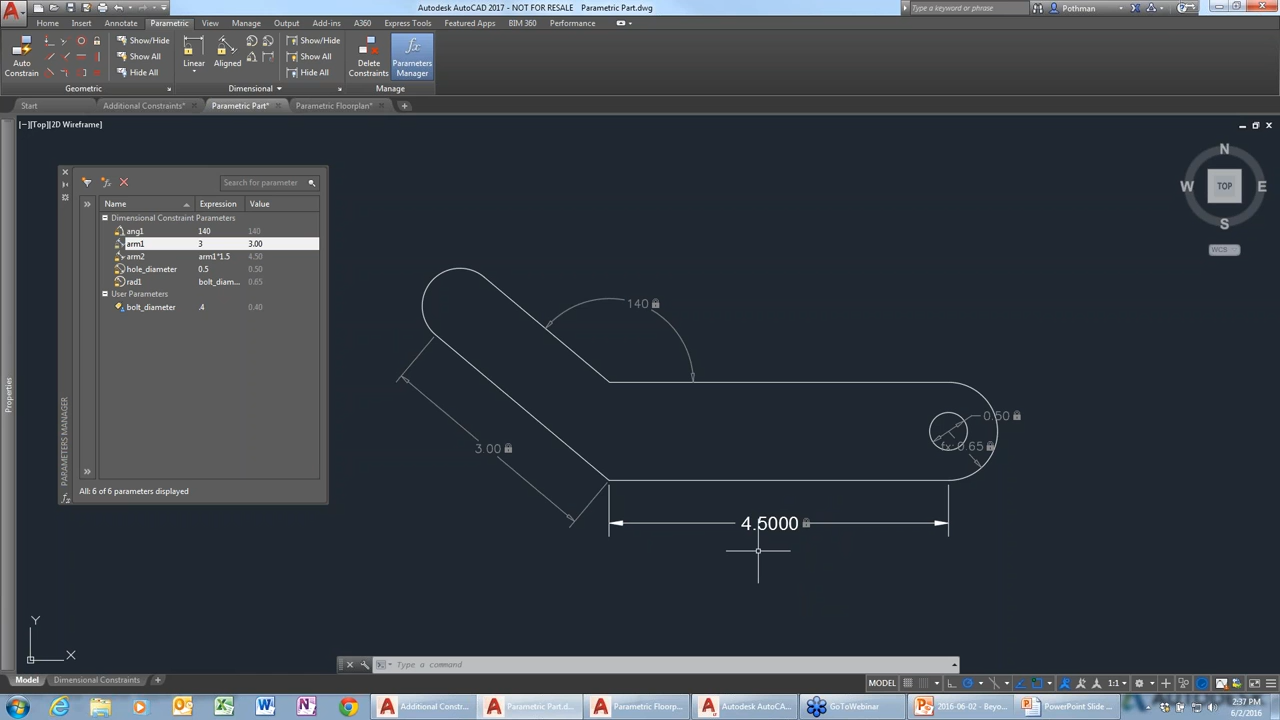 Autodesk AutoCAD 2017 - NOT FOR RESALE Parametric Part.dwg
Type a keyword or phrase
Pothman
Home Insert Annotate Parametric View Manage Output Add-ins A360 Express Tools Featured Apps BIM 360 Performance
Auto Constrain
Show/Hide
Show All
Hide All
Geometric
Linear
Aligned
Show/Hide
Show All
Hide All
Dimensional
Delete Constraints
Parameters Manager
Manage
Start Additional Constraints* Parametric Part* Parametric Floorplan*
[−][Top][2D Wireframe]
N
W TOP E
S
WCS
Search for parameter
Name Expression Value
Dimensional Constraint Parameters
ang1 140 140
arm1 3 3.00
arm2 arm1*1.5 4.50
hole_diameter 0.5 0.50
rad1 bolt_diam... 0.65
User Parameters
bolt_diameter .4 0.40
All: 6 of 6 parameters displayed
PARAMETERS MANAGER
Properties
140
0.50
fx: 0.65
3.00
4.5000
Y
X
Type a command
Model Dimensional Constraints
MODEL 1:1
Additional Constr... Parametric Part.d... Parametric Floorp... Autodesk AutoCA... GoToWebinar 2016-06-02 - Beyo... PowerPoint Slide ...
2:37 PM
6/2/2016